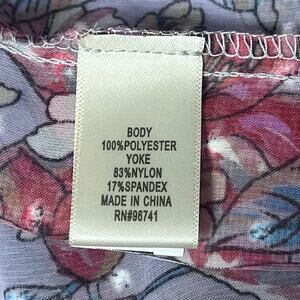 BODY
100%POLYESTER
YOKE
83%NYLON
17%SPANDEX
MADE IN CHINA
RN#96741